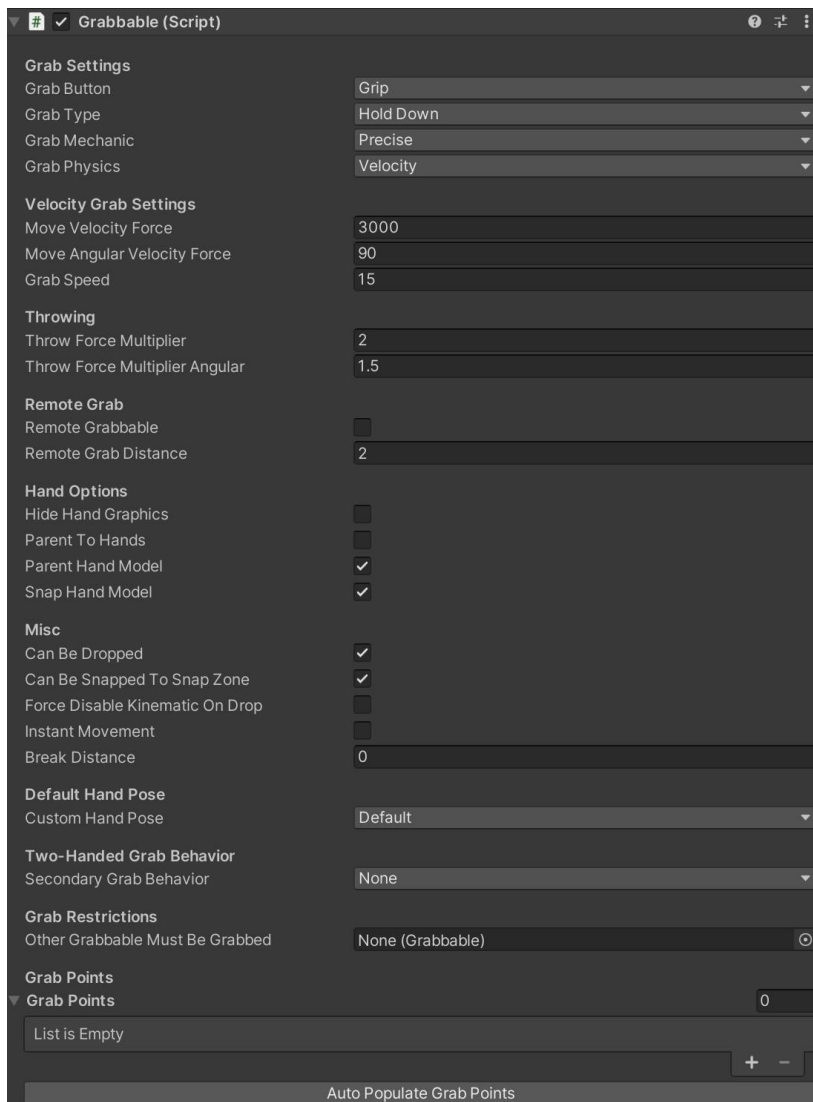 Grabbable (Script)
Grab Settings
Grab Button Grip
Grab Type Hold Down
Grab Mechanic Precise
Grab Physics Velocity
Velocity Grab Settings
Move Velocity Force 3000
Move Angular Velocity Force 90
Grab Speed 15
Throwing
Throw Force Multiplier 2
Throw Force Multiplier Angular 1.5
Remote Grab
Remote Grabbable
Remote Grab Distance 2
Hand Options
Hide Hand Graphics
Parent To Hands
Parent Hand Model
Snap Hand Model
Misc
Can Be Dropped
Can Be Snapped To Snap Zone
Force Disable Kinematic On Drop
Instant Movement
Break Distance 0
Default Hand Pose
Custom Hand Pose Default
Two-Handed Grab Behavior
Secondary Grab Behavior None
Grab Restrictions
Other Grabbable Must Be Grabbed None (Grabbable)
Grab Points
Grab Points 0
List is Empty
+ −
Auto Populate Grab Points